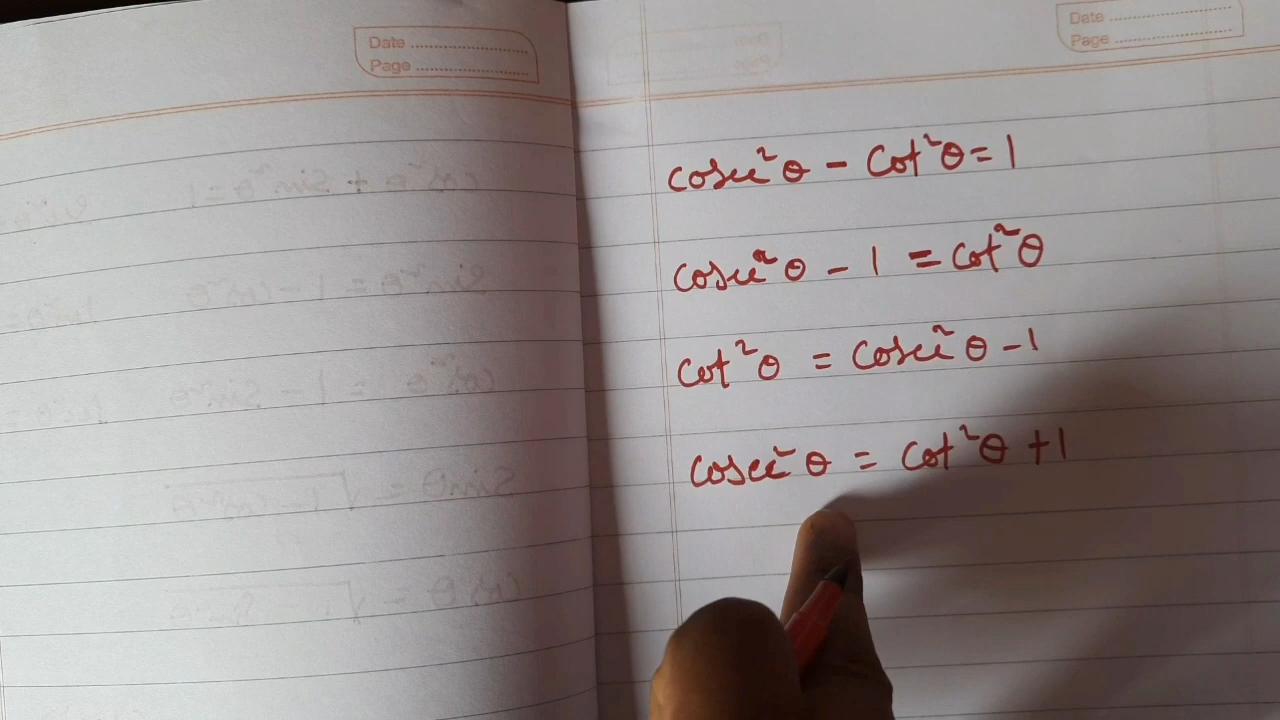 Date ..........
Page ..........
Date ..........
Page ..........
cosec²θ - cot²θ = 1
cosec²θ - 1 = cot²θ
cot²θ = cosec²θ - 1
cosec²θ = cot²θ + 1